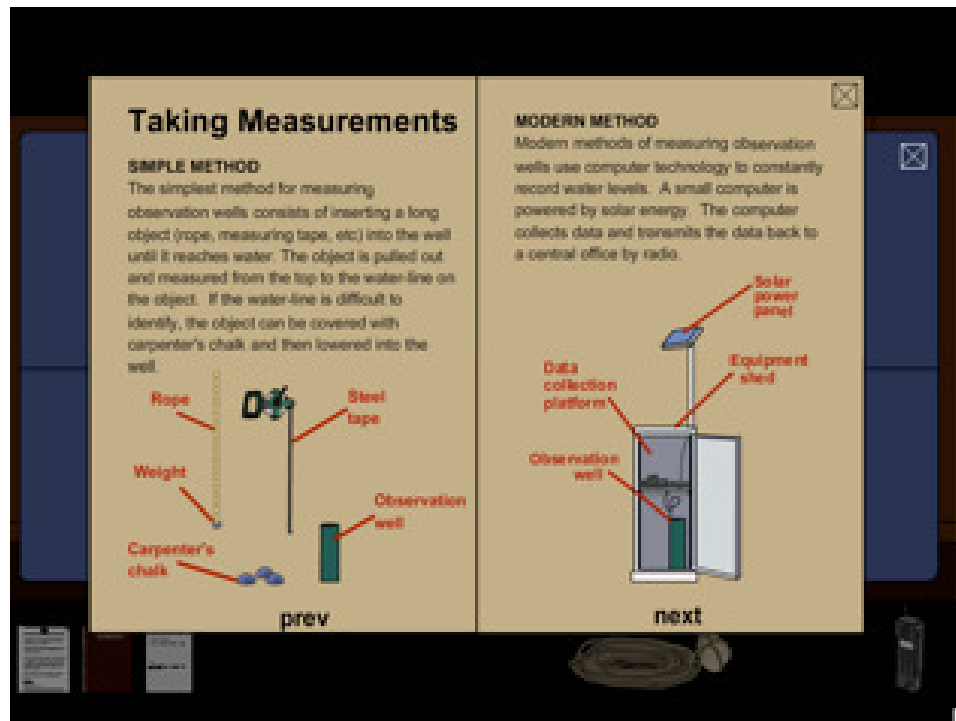 Taking Measurements
SIMPLE METHOD
The simplest method for measuring
observation wells consists of inserting a long
object (rope, measuring tape, etc) into the well
until it reaches water. The object is pulled out
and measured from the top to the water-line on
the object. If the water-line is difficult to
identify, the object can be covered with
carpenter's chalk and then lowered into the
well.
Rope
Steel
tape
Weight
Observation
well
Carpenter's
chalk
prev
MODERN METHOD
Modern methods of measuring observation
wells use computer technology to constantly
record water levels. A small computer is
powered by solar energy. The computer
collects data and transmits the data back to
a central office by radio.
Solar
power
panel
Equipment
shed
Data
collection
platform
Observation
well
next